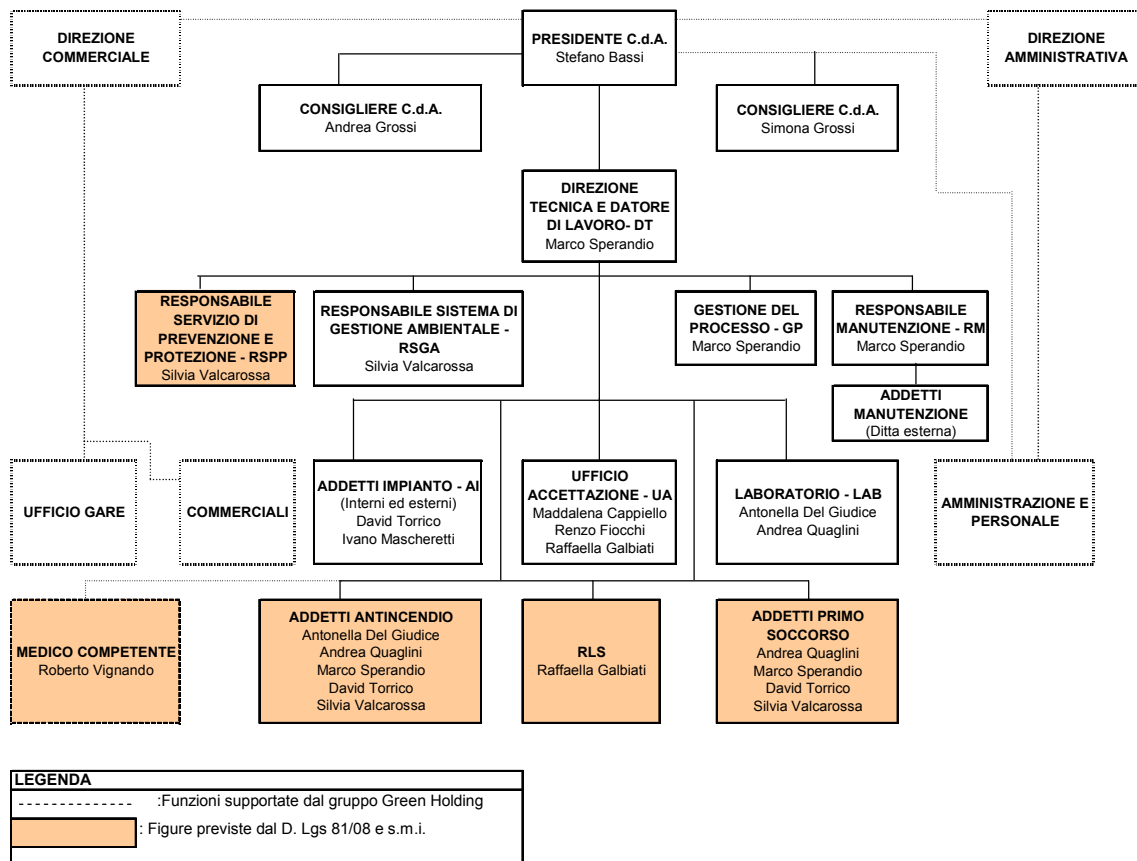 DIREZIONE
COMMERCIALE
PRESIDENTE C.d.A.
Stefano Bassi
DIREZIONE
AMMINISTRATIVA
CONSIGLIERE C.d.A.
Andrea Grossi
CONSIGLIERE C.d.A.
Simona Grossi
DIREZIONE
TECNICA E DATORE
DI LAVORO- DT
Marco Sperandio
RESPONSABILE
SERVIZIO DI
PREVENZIONE E
PROTEZIONE - RSPP
Silvia Valcarossa
RESPONSABILE SISTEMA DI
GESTIONE AMBIENTALE -
RSGA
Silvia Valcarossa
GESTIONE DEL
PROCESSO - GP
Marco Sperandio
RESPONSABILE
MANUTENZIONE - RM
Marco Sperandio
ADDETTI
MANUTENZIONE
(Ditta esterna)
UFFICIO GARE
COMMERCIALI
ADDETTI IMPIANTO - AI
(Interni ed esterni)
David Torrico
Ivano Mascheretti
UFFICIO
ACCETTAZIONE - UA
Maddalena Cappiello
Renzo Fiocchi
Raffaella Galbiati
LABORATORIO - LAB
Antonella Del Giudice
Andrea Quaglini
AMMINISTRAZIONE E
PERSONALE
MEDICO COMPETENTE
Roberto Vignando
ADDETTI ANTINCENDIO
Antonella Del Giudice
Andrea Quaglini
Marco Sperandio
David Torrico
Silvia Valcarossa
RLS
Raffaella Galbiati
ADDETTI PRIMO
SOCCORSO
Andrea Quaglini
Marco Sperandio
David Torrico
Silvia Valcarossa
LEGENDA
:Funzioni supportate dal gruppo Green Holding
: Figure previste dal D. Lgs 81/08 e s.m.i.